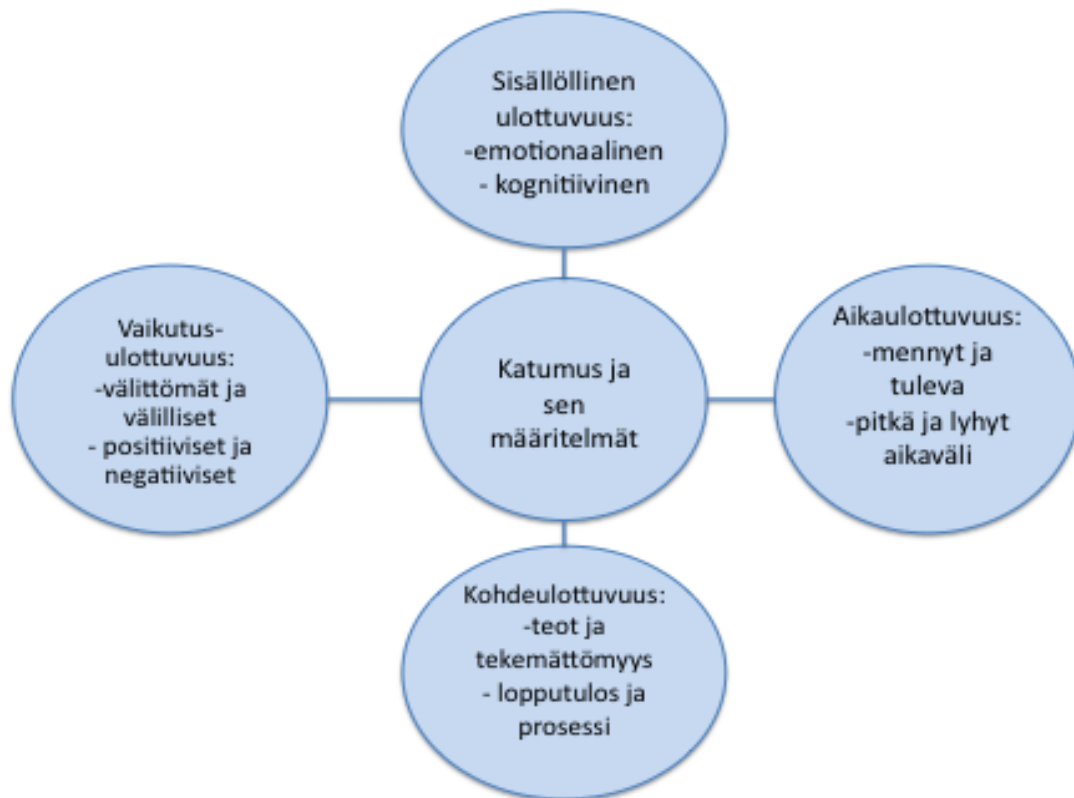 Sisällöllinen
ulottuvuus:
-emotionaalinen
- kognitiivinen
Vaikutus-
ulottuvuus:
-välittömät ja
välilliset
- positiiviset ja
negatiiviset
Katumus ja
sen
määritelmät
Aikaulottuvuus:
-mennyt ja
tuleva
-pitkä ja lyhyt
aikaväli
Kohdeulottuvuus:
-teot ja
tekemättömyys
- lopputulos ja
prosessi